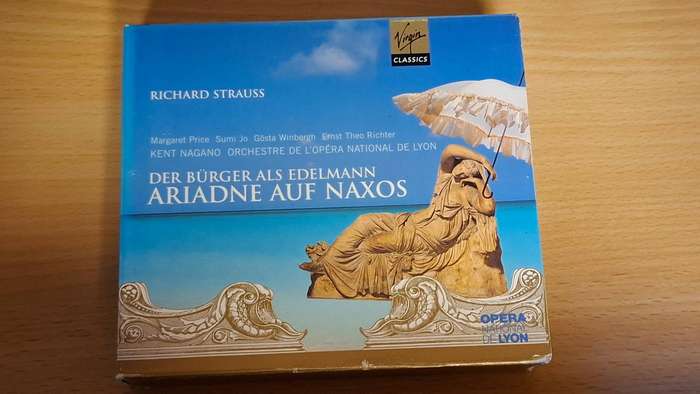 Virgin
CLASSICS
RICHARD STRAUSS
Margaret Price Sumi Jo Gösta Winbergh Ernst Theo Richter
KENT NAGANO ORCHESTRE DE L'OPÉRA NATIONAL DE LYON
DER BÜRGER ALS EDELMANN
ARIADNE AUF NAXOS
OPÉRA
NATIONAL
DE LYON